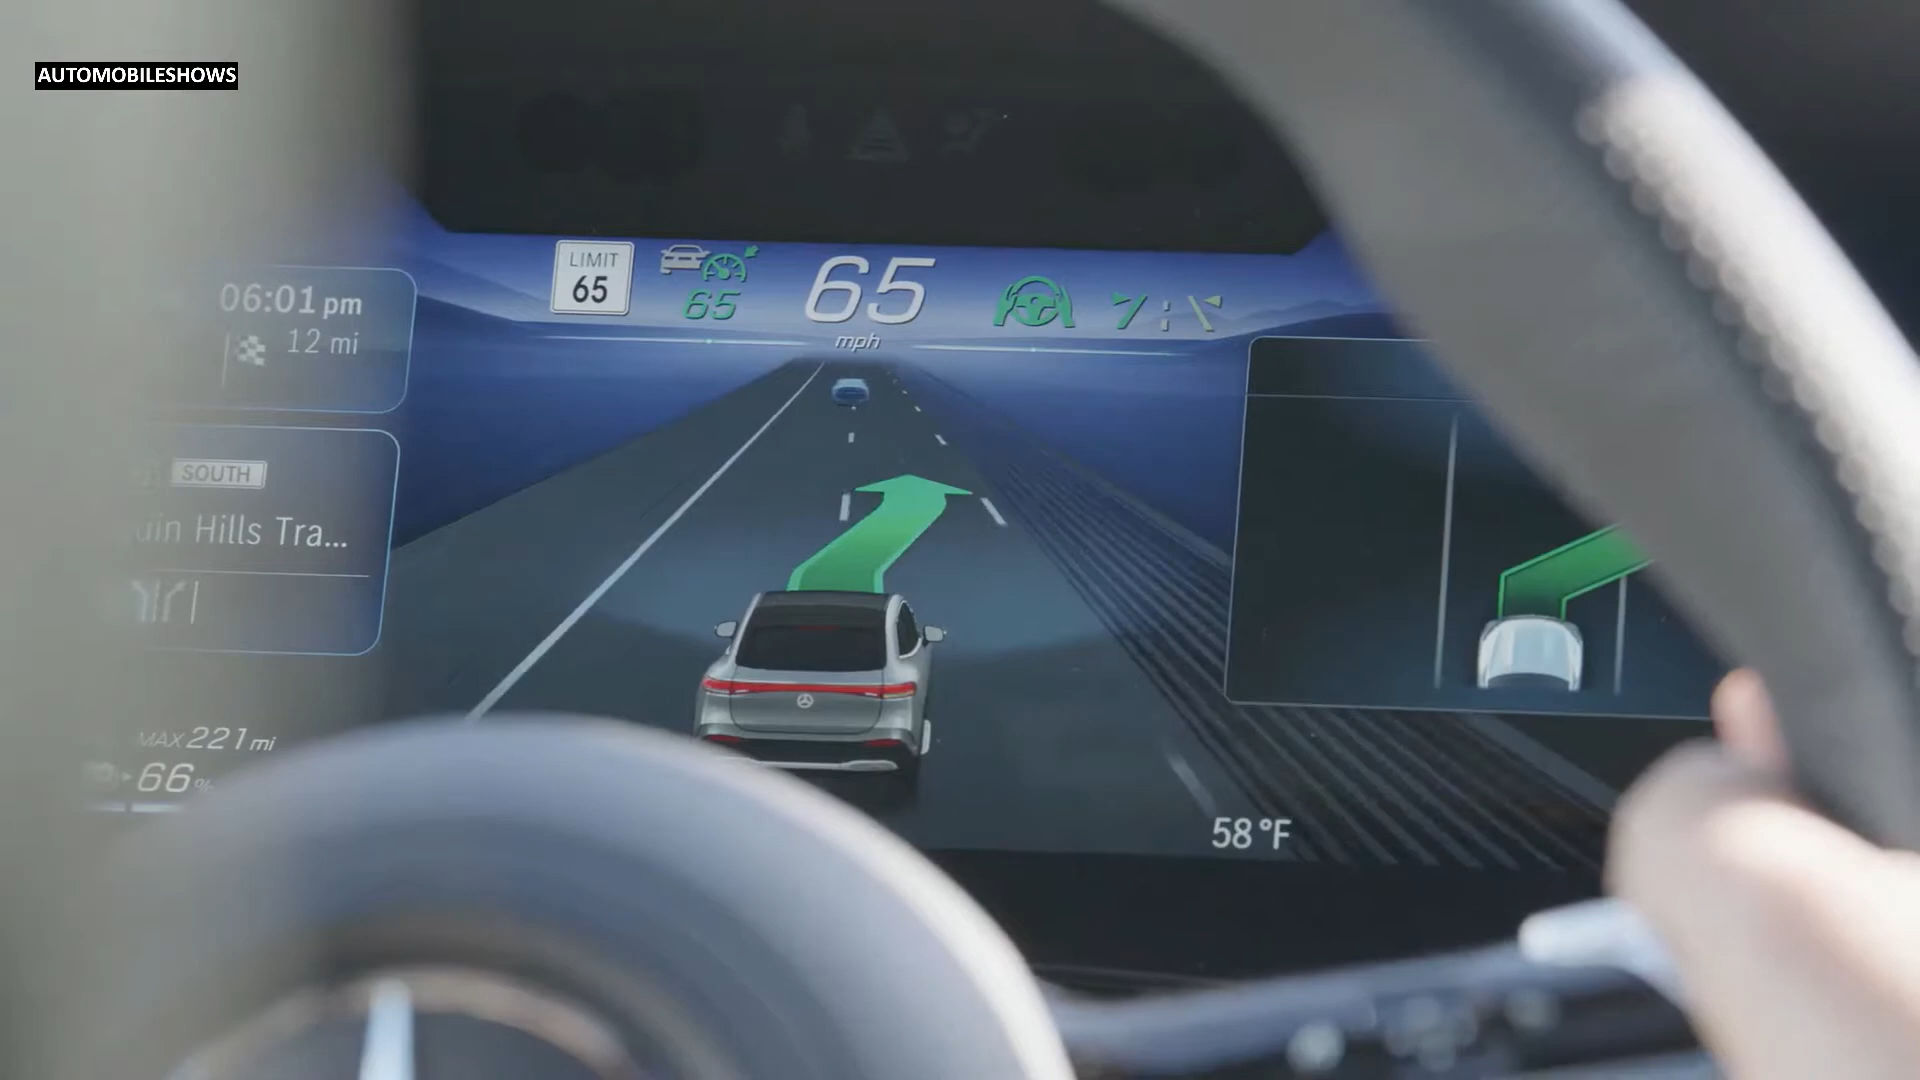 AUTOMOBILESHOWS
LIMIT
65
65
65
mph
06:01 pm
12 mi
SOUTH
Hills Tra...
MAX 221 mi
66 %
58 °F